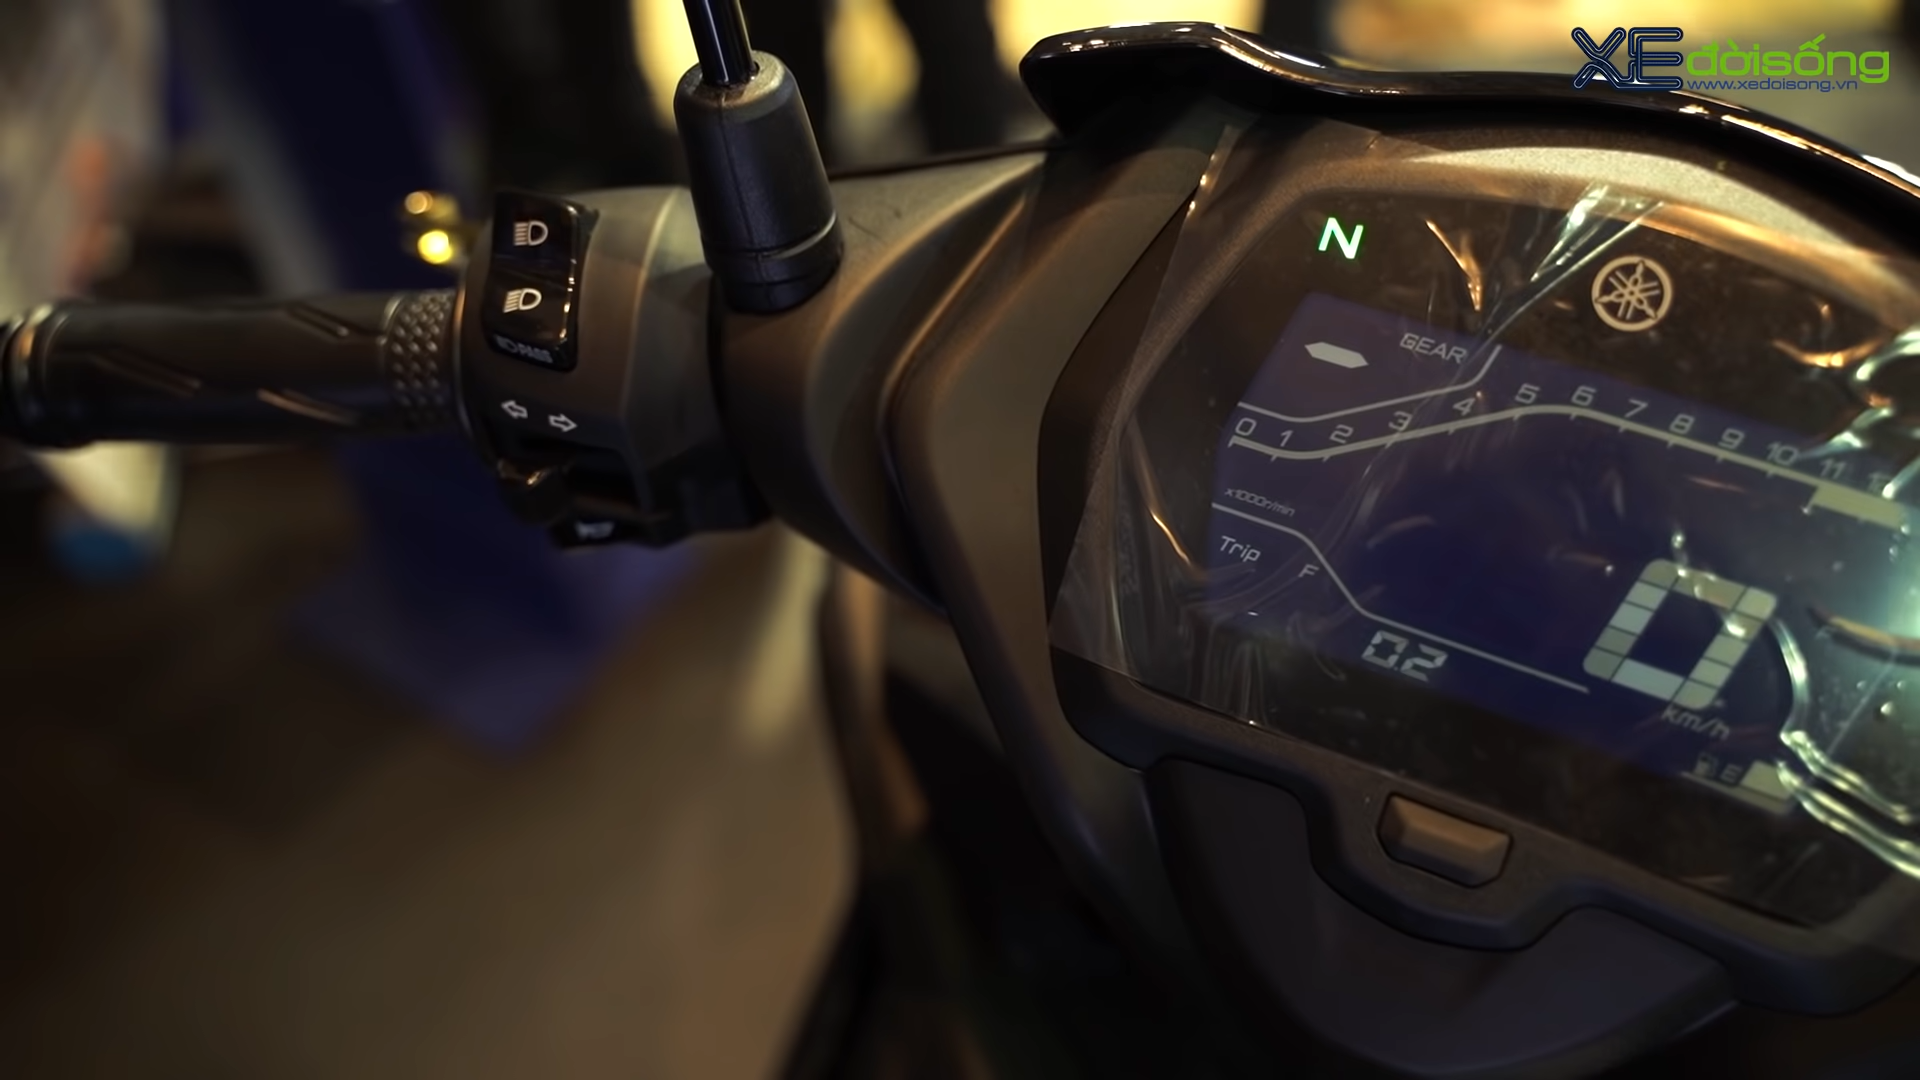 XEđờisống
www.xedoisong.vn
N
GEAR
0 1 2 3 4 5 6 7 8 9 10 11
x1000r/min
Trip
F
0.2
0
km/h
E
PASS